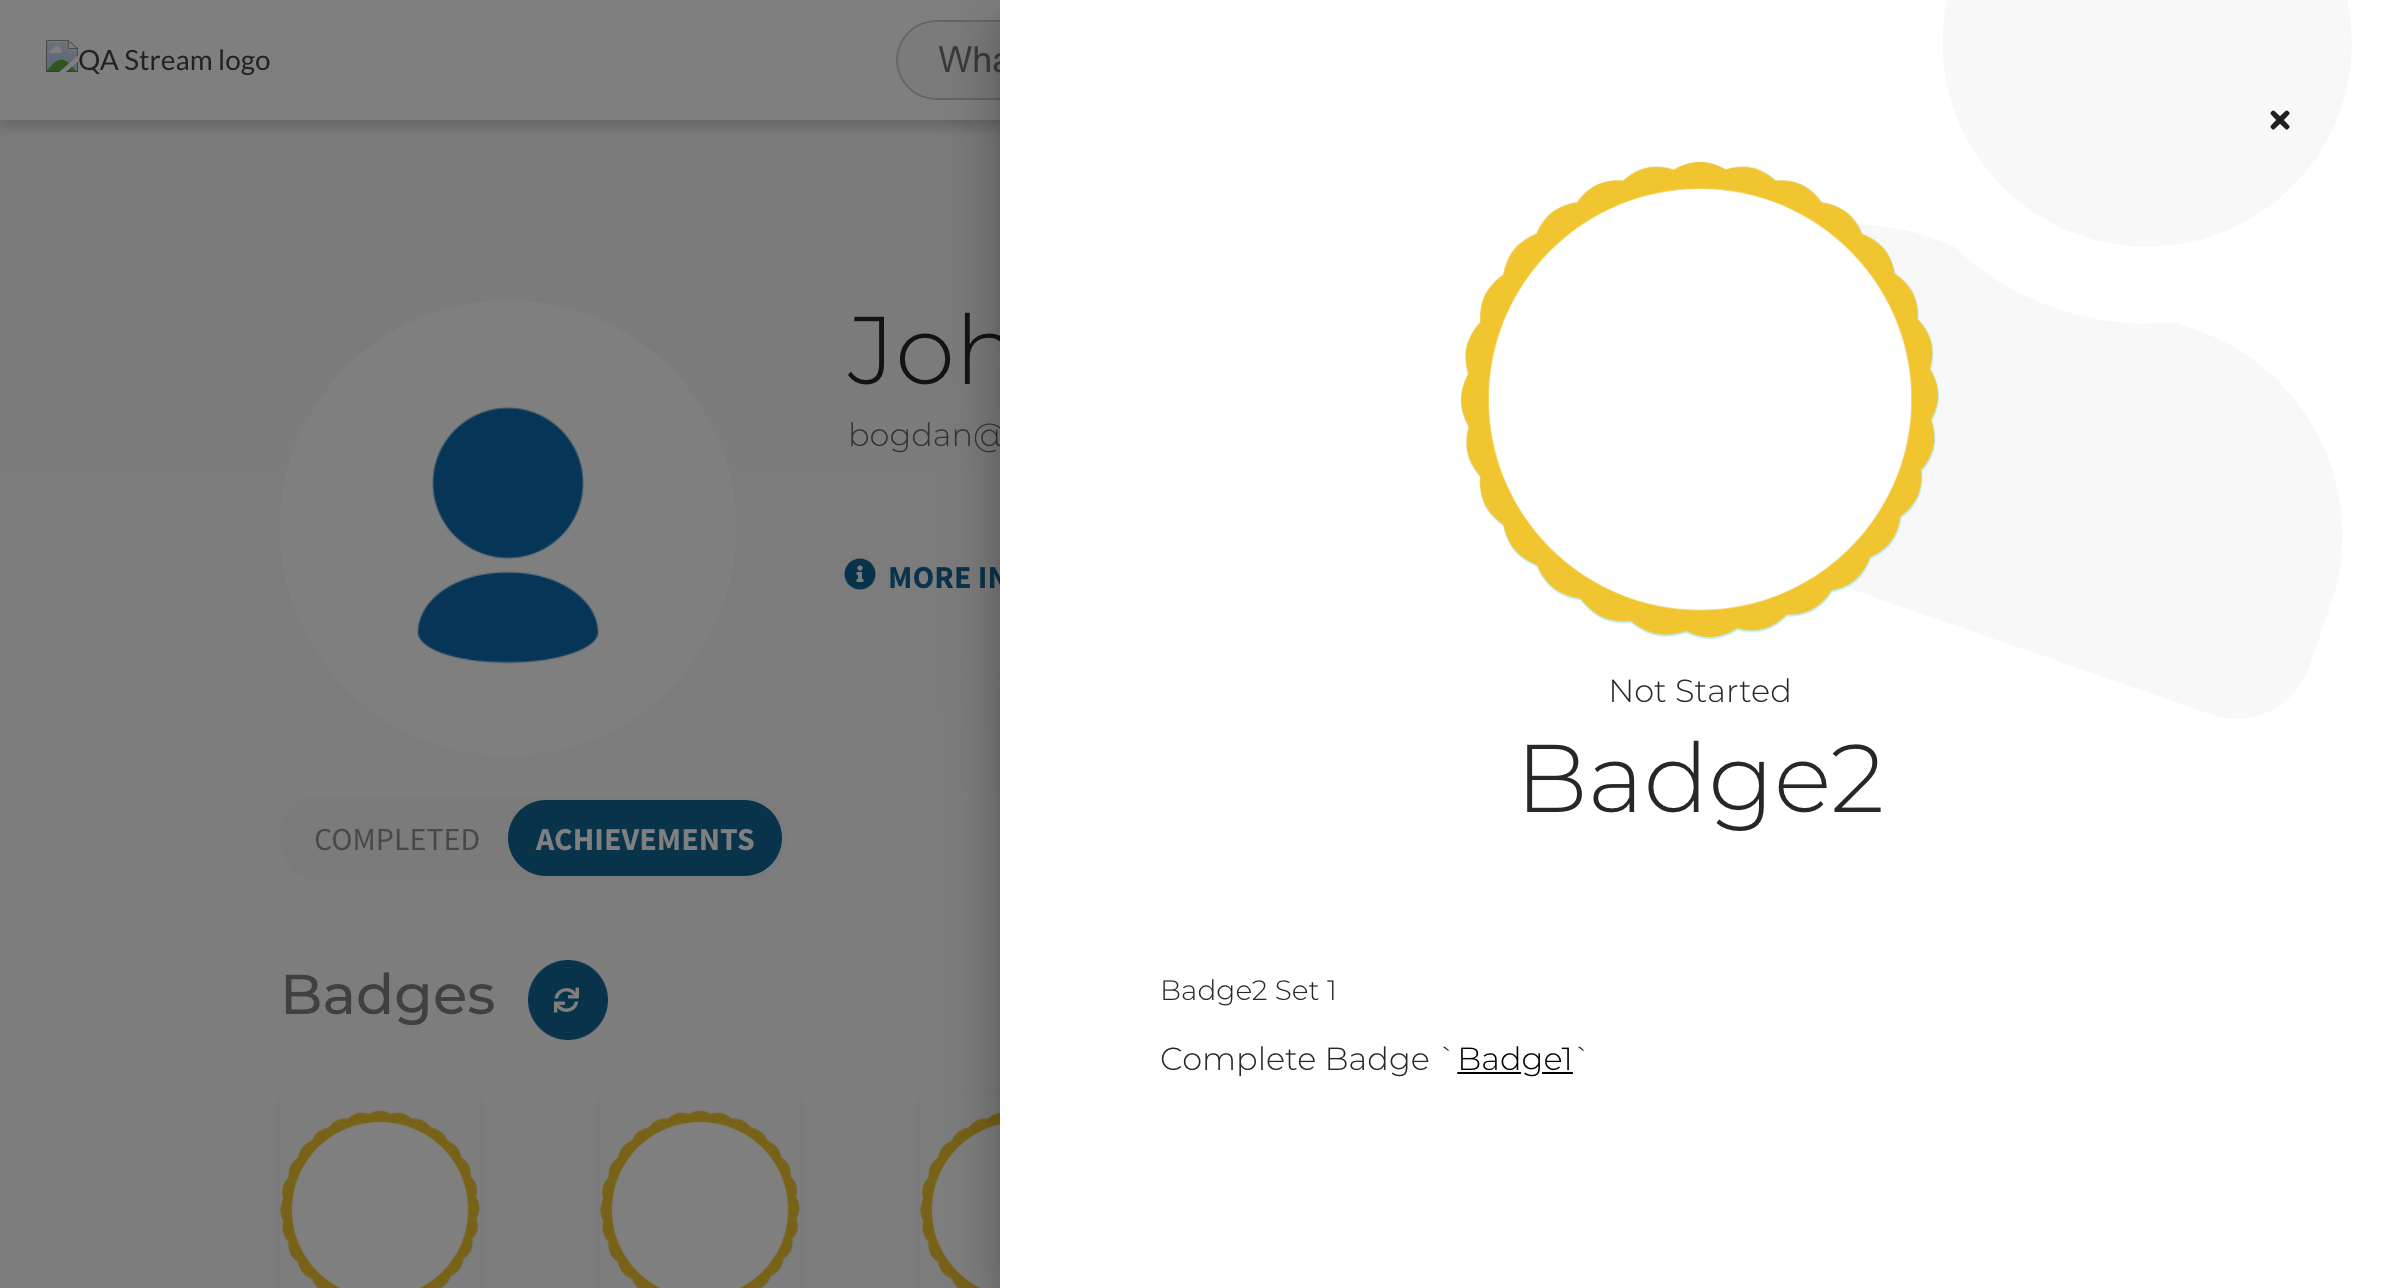 QA Stream logo
Wha
Joh
bogdan@
MORE IN
COMPLETED
ACHIEVEMENTS
Badges
Not Started
Badge2
Badge2 Set 1
Complete Badge `Badge1`